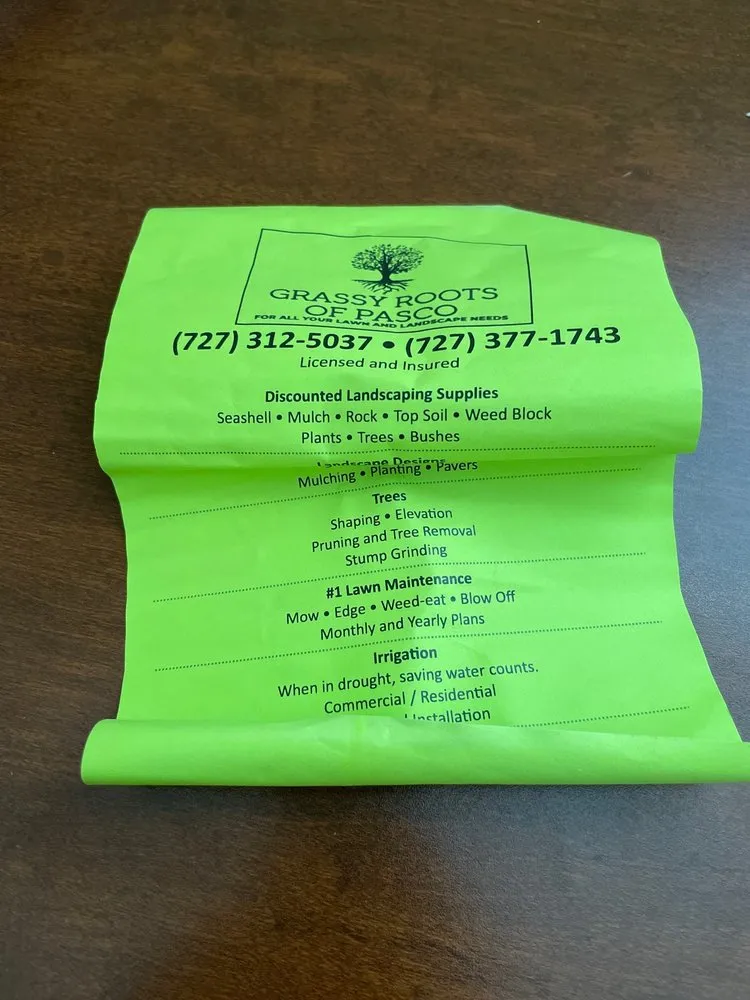 GRASSY ROOTS
OF PASCO
FOR ALL YOUR LAWN AND LANDSCAPE NEEDS
(727) 312-5037 • (727) 377-1743
Licensed and Insured
Discounted Landscaping Supplies
Seashell • Mulch • Rock • Top Soil • Weed Block
Plants • Trees • Bushes
Landscape Designs
Mulching • Planting • Pavers
Trees
Shaping • Elevation
Pruning and Tree Removal
Stump Grinding
#1 Lawn Maintenance
Mow • Edge • Weed-eat • Blow Off
Monthly and Yearly Plans
Irrigation
When in drought, saving water counts.
Commercial / Residential
Installation